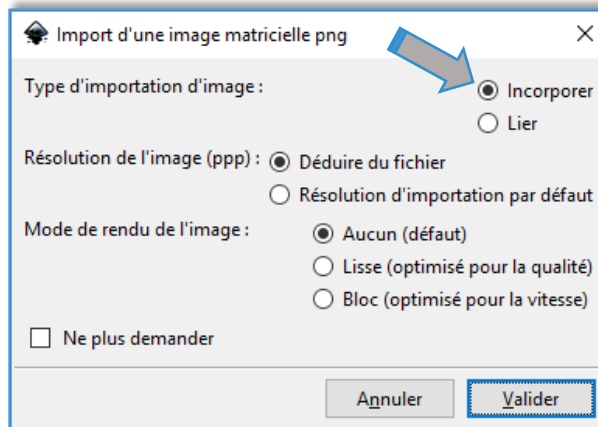 Import d'une image matricielle png
Type d'importation d'image :
Incorporer
Lier
Résolution de l'image (ppp) :
Déduire du fichier
Résolution d'importation par défaut
Mode de rendu de l'image :
Aucun (défaut)
Lisse (optimisé pour la qualité)
Bloc (optimisé pour la vitesse)
Ne plus demander
Annuler
Valider